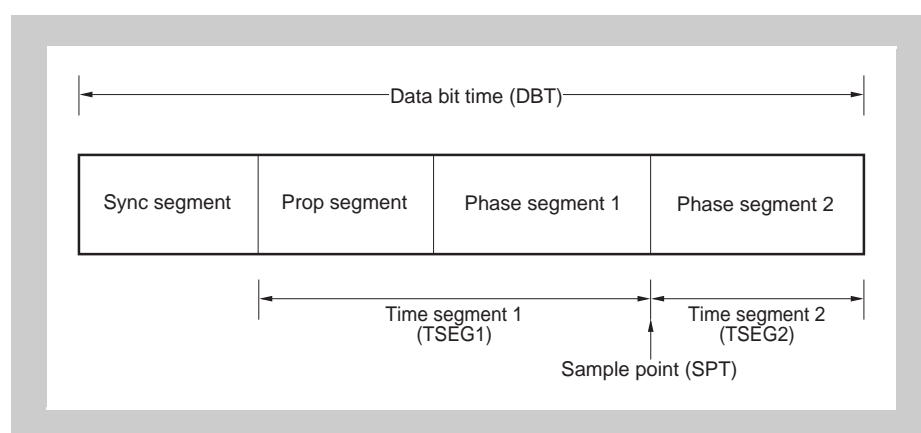 Data bit time (DBT)
Sync segment
Prop segment
Phase segment 1
Phase segment 2
Time segment 1
(TSEG1)
Time segment 2
(TSEG2)
Sample point (SPT)